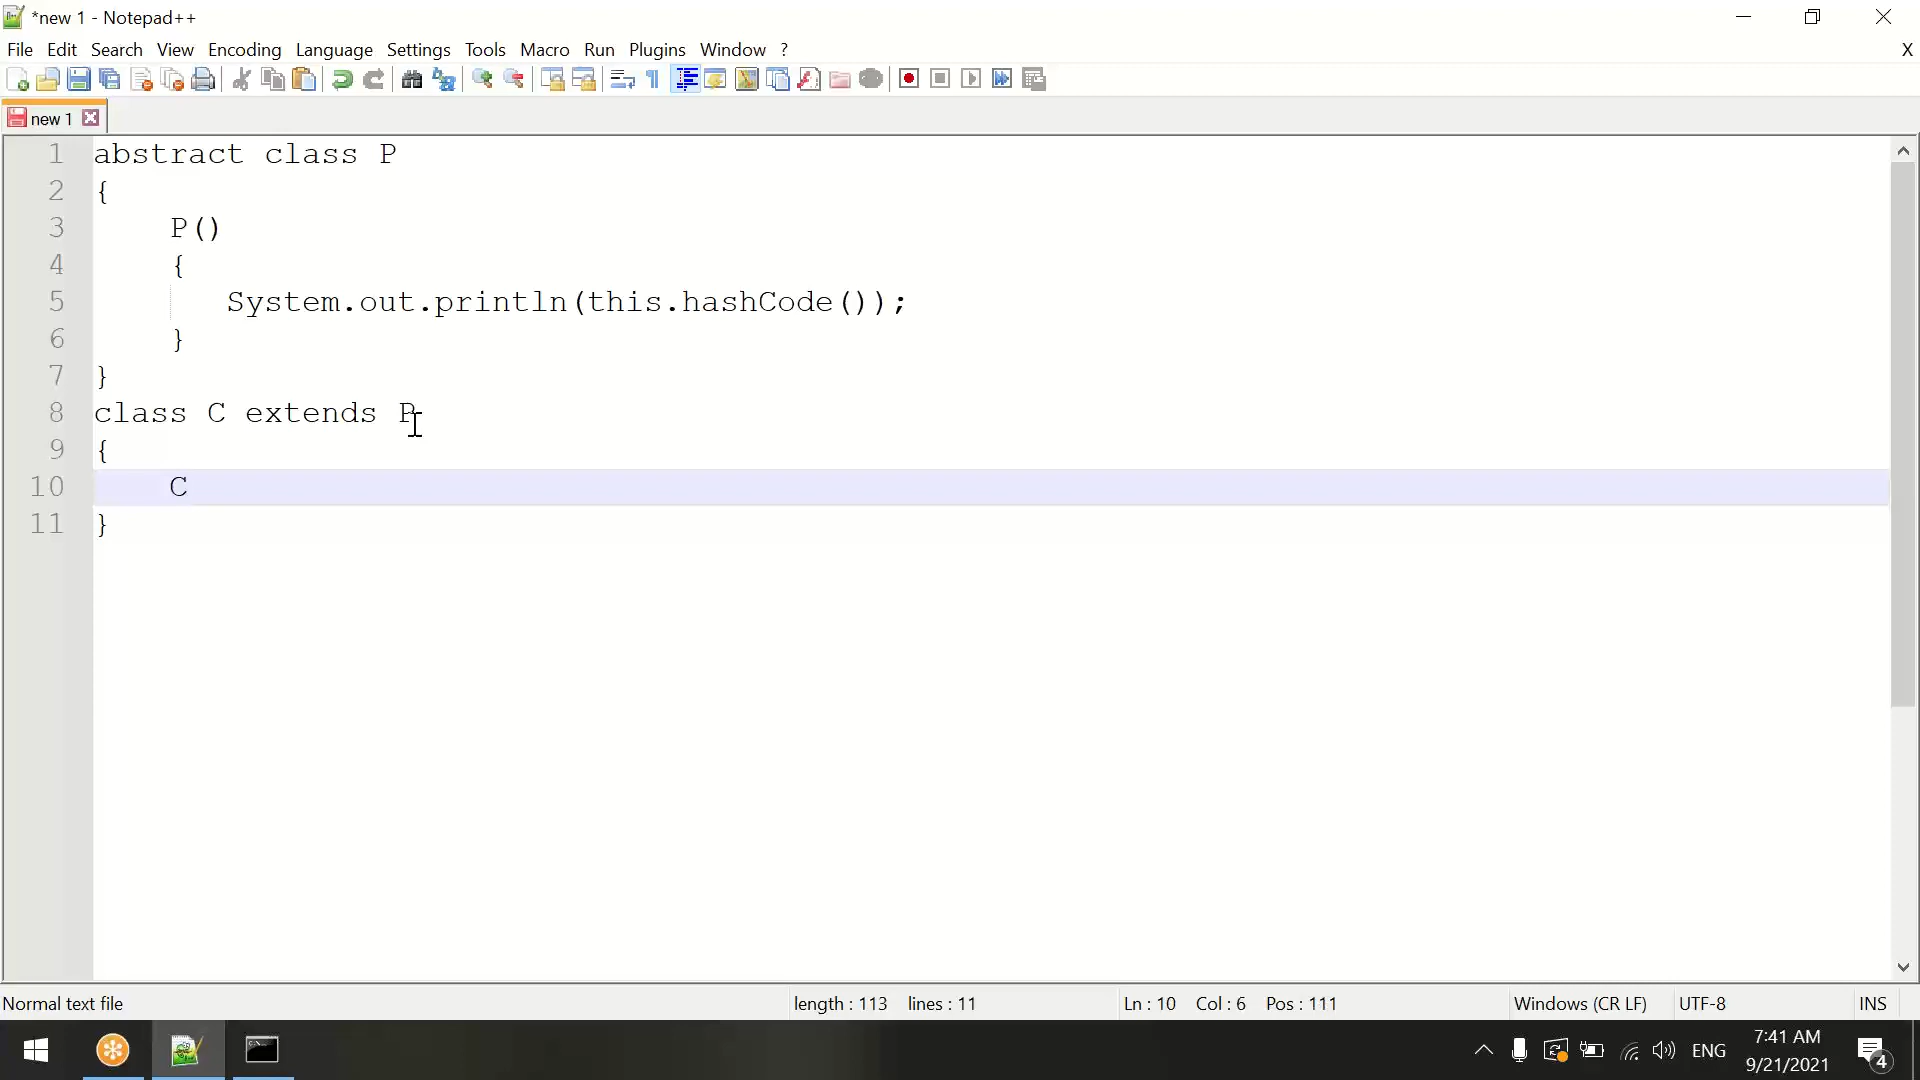 *new 1 - Notepad++
File Edit Search View Encoding Language Settings Tools Macro Run Plugins Window ? X
new 1
1 abstract class P
2 {
3 P()
4 {
5 System.out.println(this.hashCode());
6 }
7 }
8 class C extends P
9 {
10 C
11 }
Normal text file length : 113 lines : 11 Ln : 10 Col : 6 Pos : 111 Windows (CR LF) UTF-8 INS
ENG
7:41 AM
9/21/2021
4